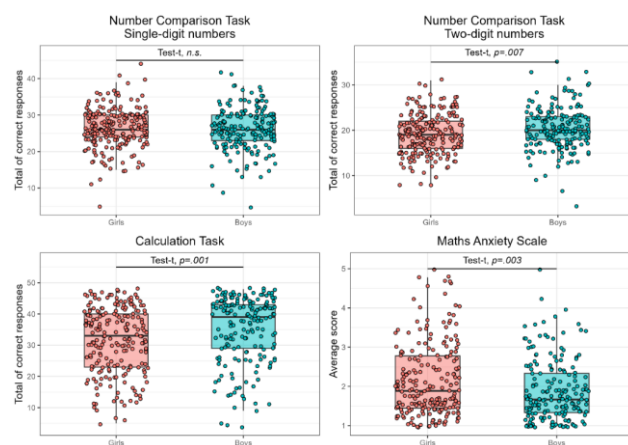 Number Comparison Task
Single-digit numbers
Test-t, n.s.
Total of correct responses
40
30
20
10
Girls
Boys
Number Comparison Task
Two-digit numbers
Test-t, p=.007
Total of correct responses
30
20
10
Girls
Boys
Calculation Task
Test-t, p=.001
Total of correct responses
50
40
30
20
10
Girls
Boys
Maths Anxiety Scale
Test-t, p=.003
Average score
5
4
3
2
1
Girls
Boys